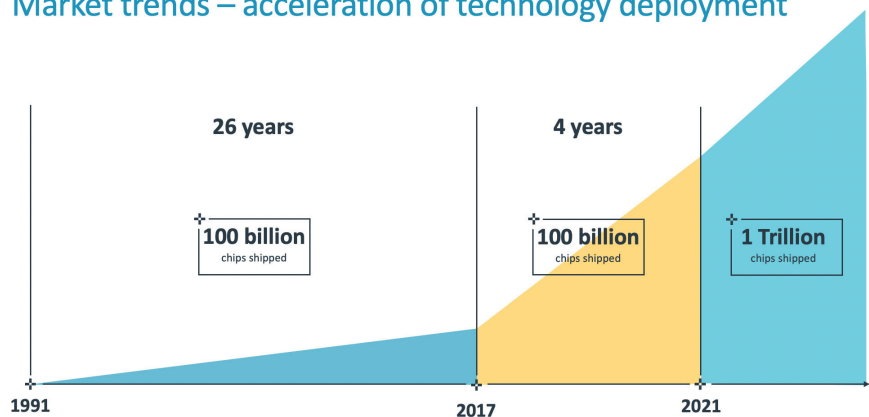 Market trends – acceleration of technology deployment
26 years
4 years
100 billion
chips shipped
100 billion
chips shipped
1 Trillion
chips shipped
1991
2017
2021